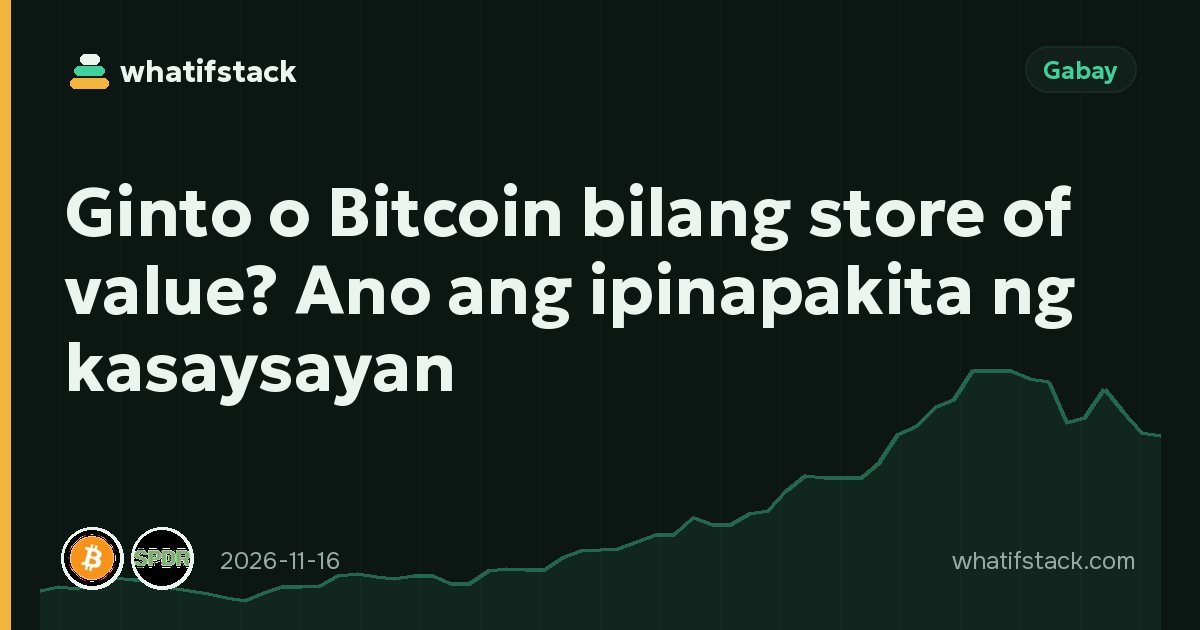 whatifstack
Gabay
Ginto o Bitcoin bilang store of
value? Ano ang ipinapakita ng
kasaysayan
SPDR
2026-11-16
whatifstack.com